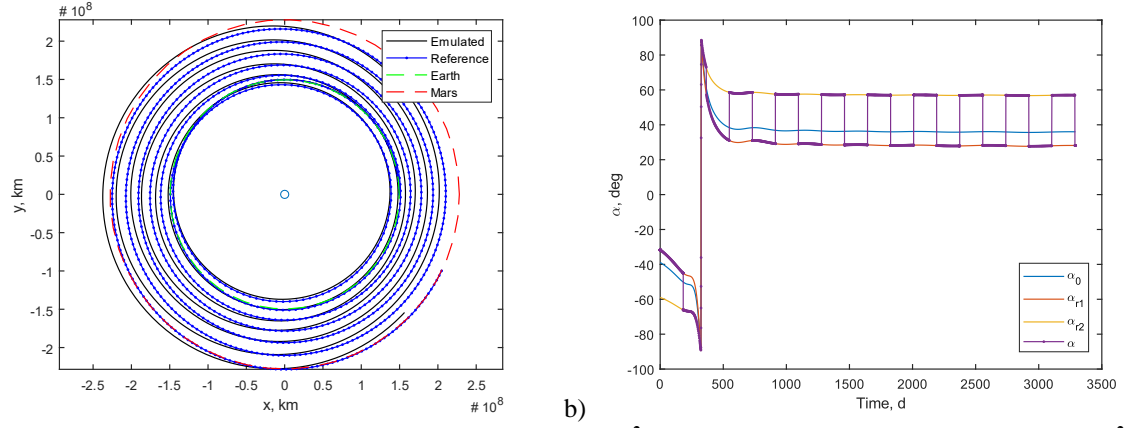 # 10^8
2
1.5
1
0.5
0
-0.5
-1
-1.5
-2
y, km
-2.5 -2 -1.5 -1 -0.5 0 0.5 1 1.5 2 2.5
x, km
# 10^8
Emulated
Reference
Earth
Mars
b)
100
80
60
40
20
0
-20
-40
-60
-80
-100
α, deg
0 500 1000 1500 2000 2500 3000 3500
Time, d
α_0
α_r1
α_r2
α